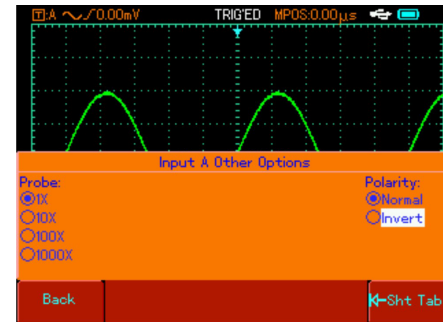 T:A 0.00mV TRIG'ED MPOS:0.00μs
Input A Other Options
Probe: Polarity:
1X Normal
10X Invert
100X
1000X
Back Sht Tab